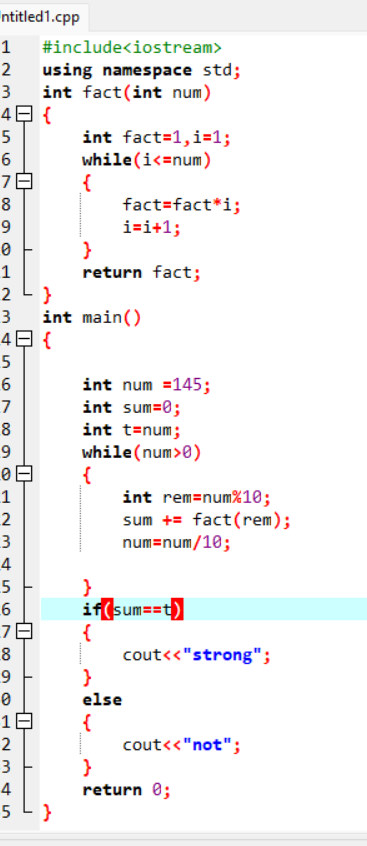 ntitled1.cpp
1 #include<iostream>
2 using namespace std;
3 int fact(int num)
4 {
5     int fact=1,i=1;
6     while(i<=num)
7     {
8         fact=fact*i;
9         i=i+1;
0     }
1     return fact;
2 }
3 int main()
4 {
5
6     int num =145;
7     int sum=0;
8     int t=num;
9     while(num>0)
0     {
1         int rem=num%10;
2         sum += fact(rem);
3         num=num/10;
4
5     }
6     if(sum==t)
7     {
8         cout<<"strong";
9     }
0     else
1     {
2         cout<<"not";
3     }
4     return 0;
5 }